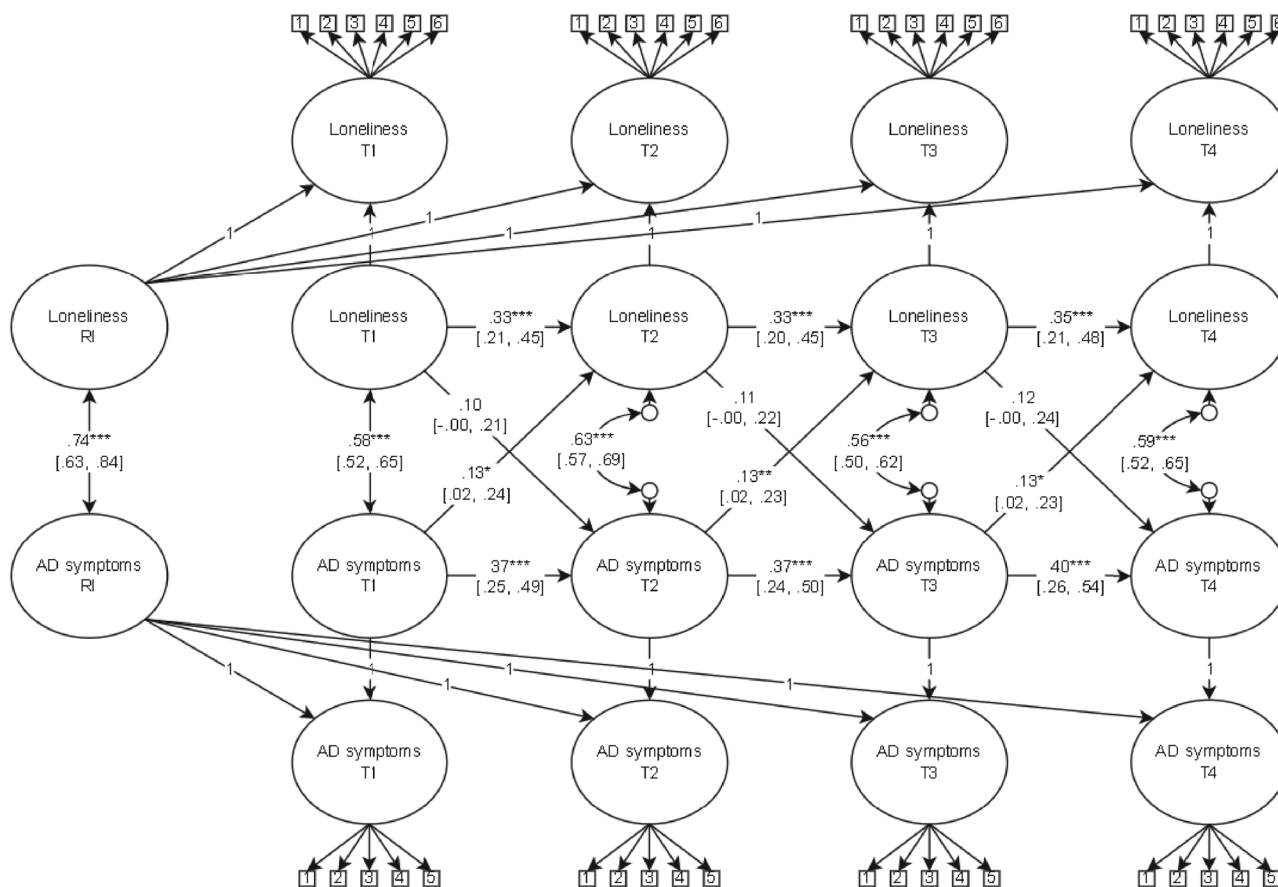 1 2 3 4 5 6
1 2 3 4 5 6
1 2 3 4 5 6
1 2 3 4 5 6
Loneliness
T1
Loneliness
T2
Loneliness
T3
Loneliness
T4
1
1
1
1
1
1
1
1
Loneliness
RI
Loneliness
T1
.33***
[.21, .45]
Loneliness
T2
.33***
[.20, .45]
Loneliness
T3
.35***
[.21, .48]
Loneliness
T4
.74***
[.63, .84]
.58***
[.52, .65]
.10
[-.00, .21]
.13*
[.02, .24]
.63***
[.57, .69]
.11
[-.00, .22]
.13**
[.02, .23]
.56***
[.50, .62]
.12
[-.00, .24]
.13*
[.02, .23]
.59***
[.52, .65]
AD symptoms
RI
AD symptoms
T1
.37***
[.25, .49]
AD symptoms
T2
.37***
[.24, .50]
AD symptoms
T3
.40***
[.26, .54]
AD symptoms
T4
1
1
1
1
1
1
1
1
AD symptoms
T1
AD symptoms
T2
AD symptoms
T3
AD symptoms
T4
1 2 3 4 5
1 2 3 4 5
1 2 3 4 5
1 2 3 4 5